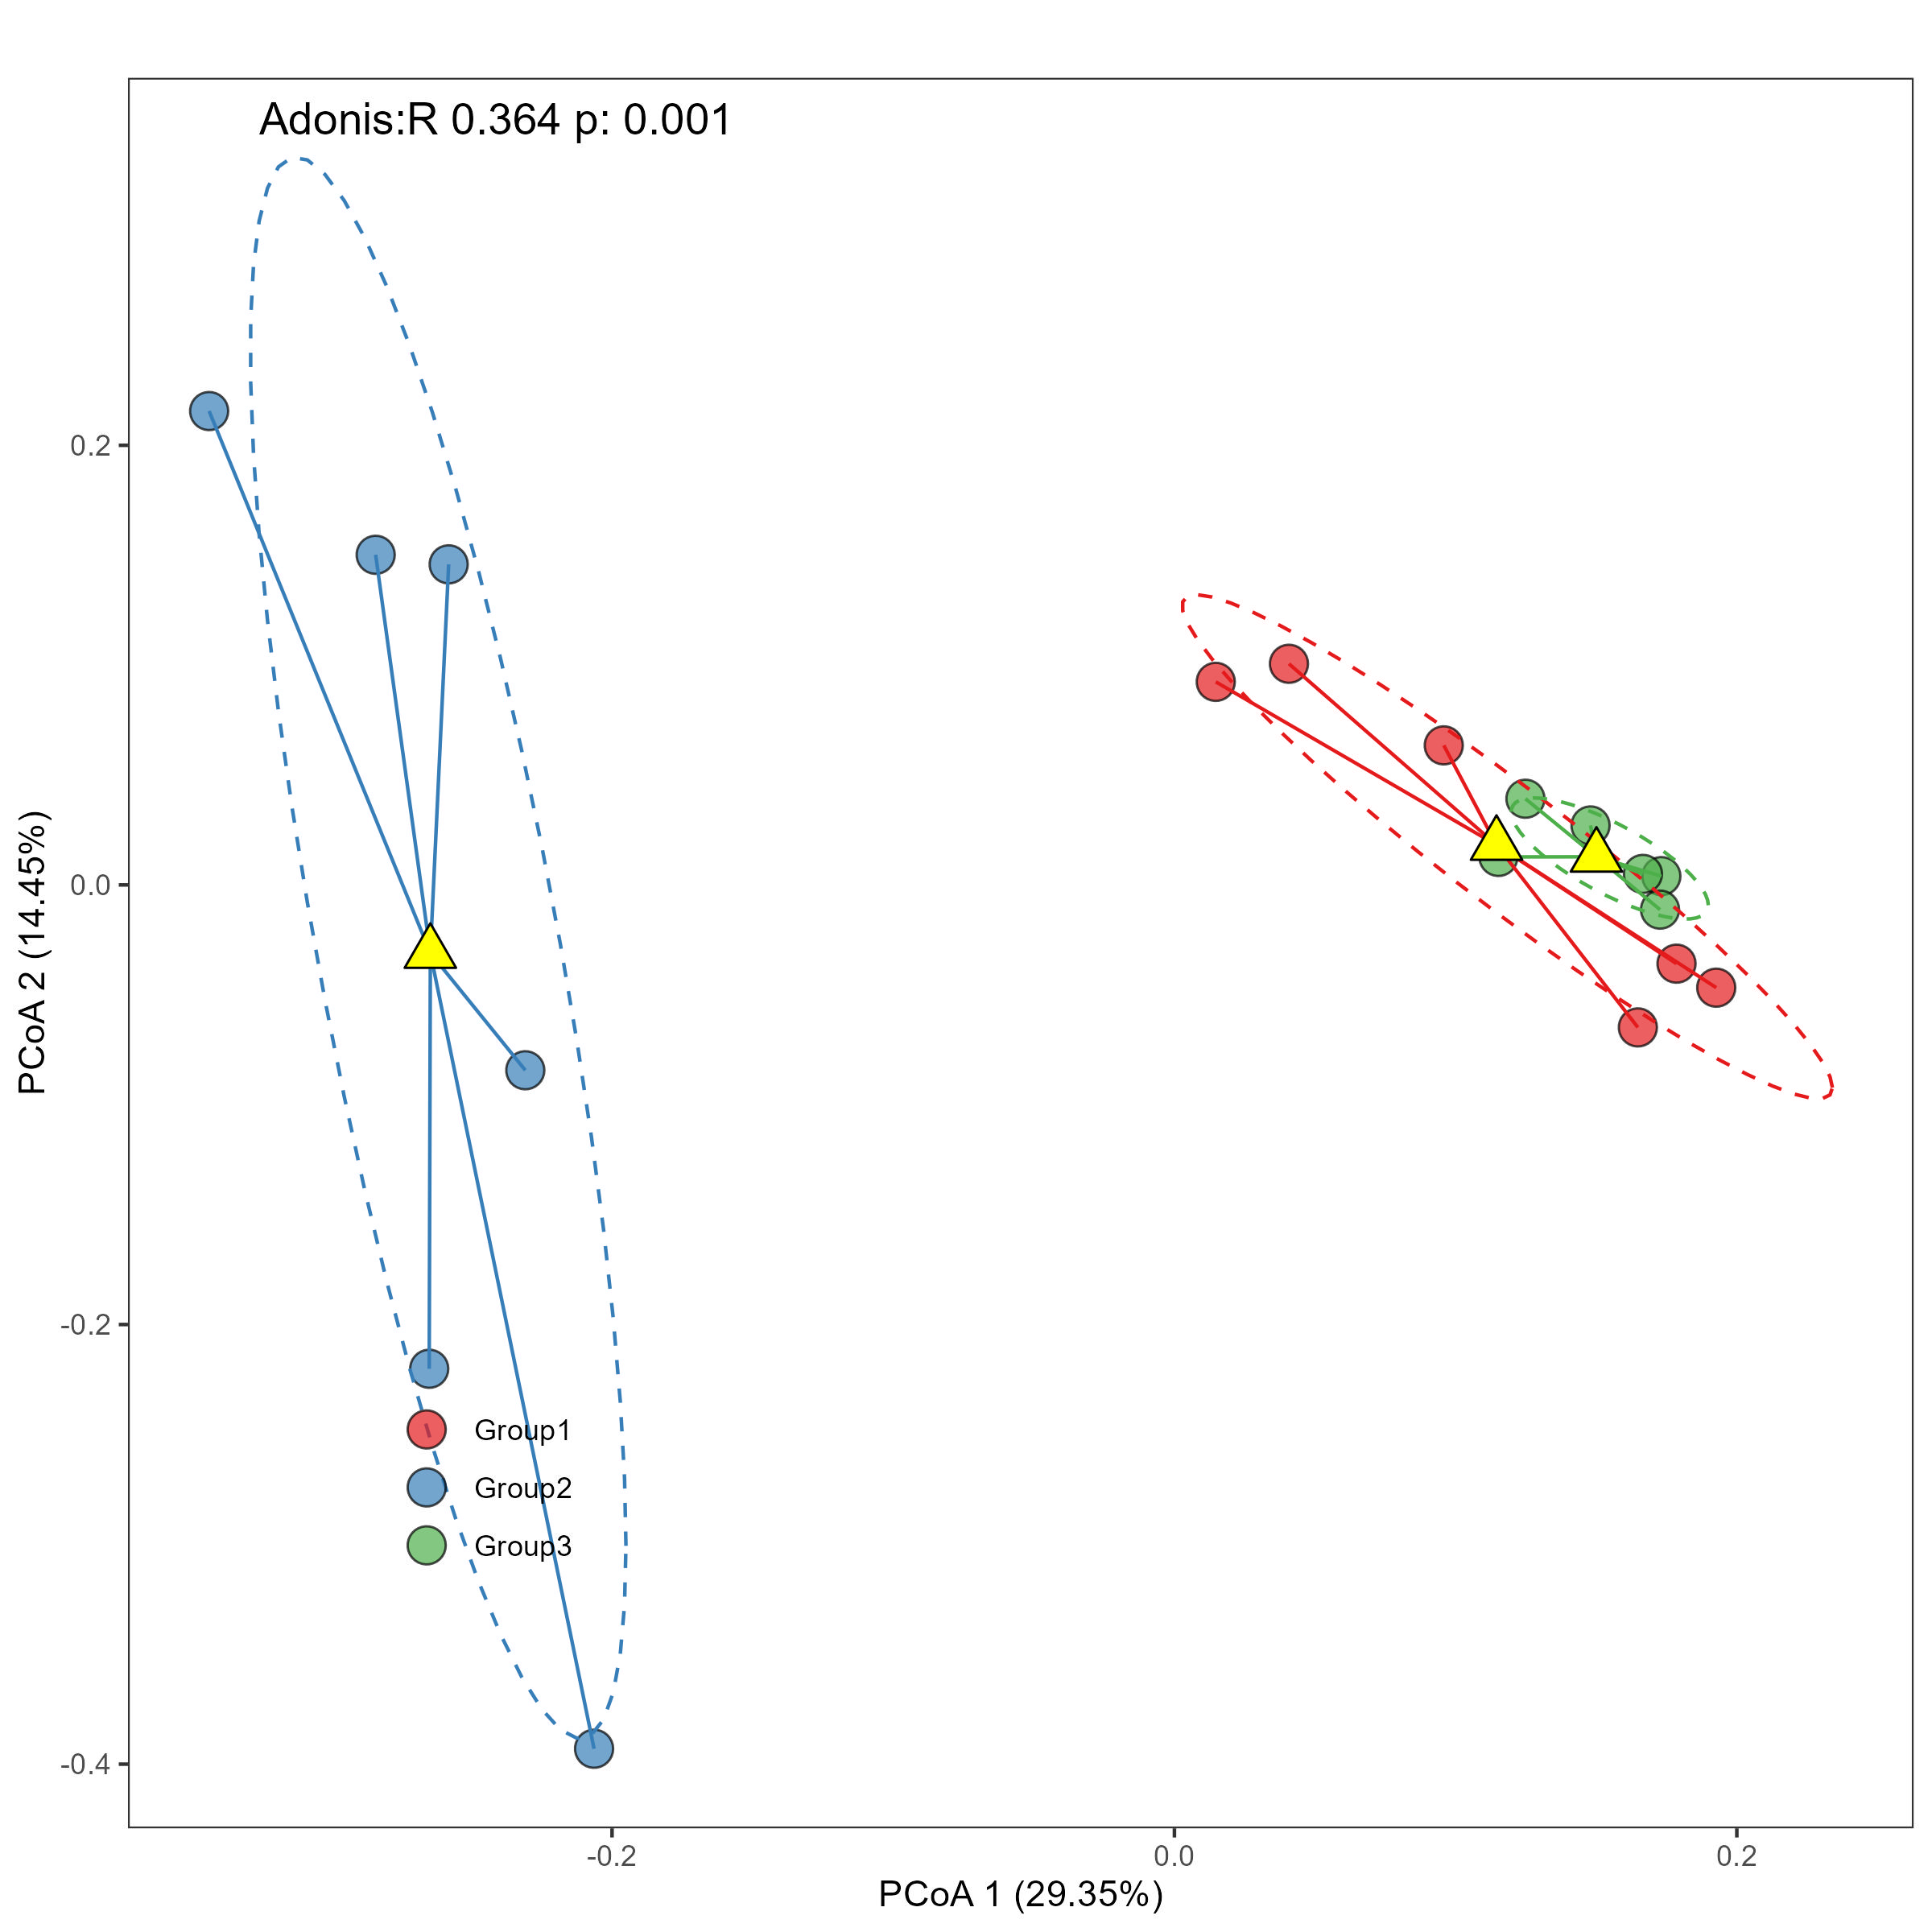 Adonis:R 0.364 p: 0.001
0.2
0.0
-0.2
-0.4
PCoA 2 (14.45%)
Group1
Group2
Group3
-0.2
0.0
0.2
PCoA 1 (29.35%)